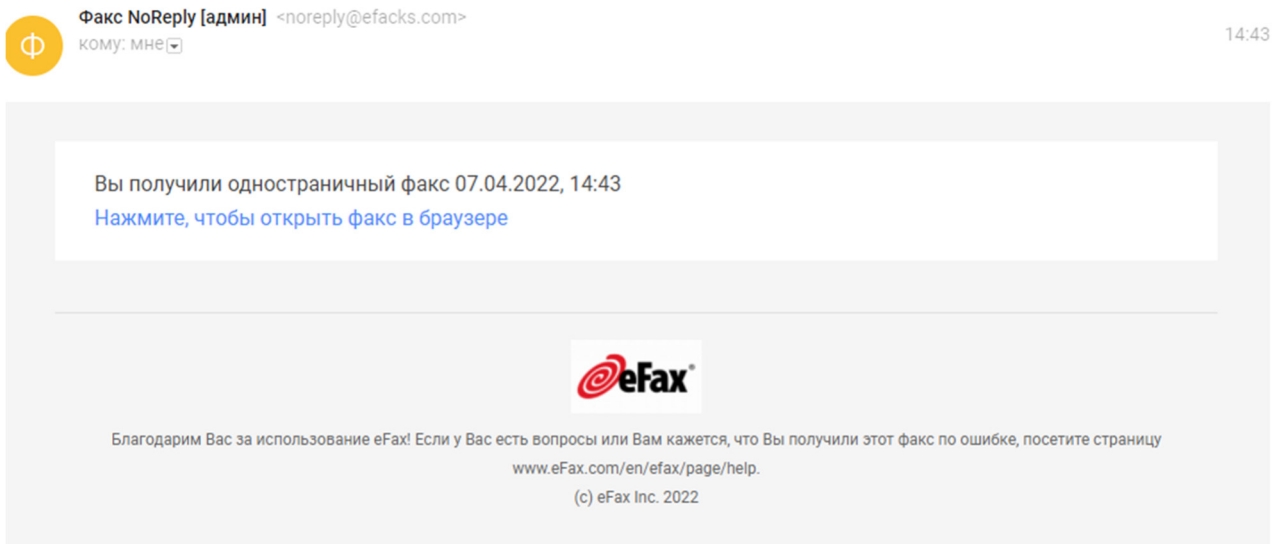 Факс NoReply [админ] <noreply@efacks.com>
14:43
кому: мне
Ф
Вы получили одностраничный факс 07.04.2022, 14:43
Нажмите, чтобы открыть факс в браузере
eFax®
Благодарим Вас за использование eFax! Если у Вас есть вопросы или Вам кажется, что Вы получили этот факс по ошибке, посетите страницу
www.eFax.com/en/efax/page/help.
(c) eFax Inc. 2022